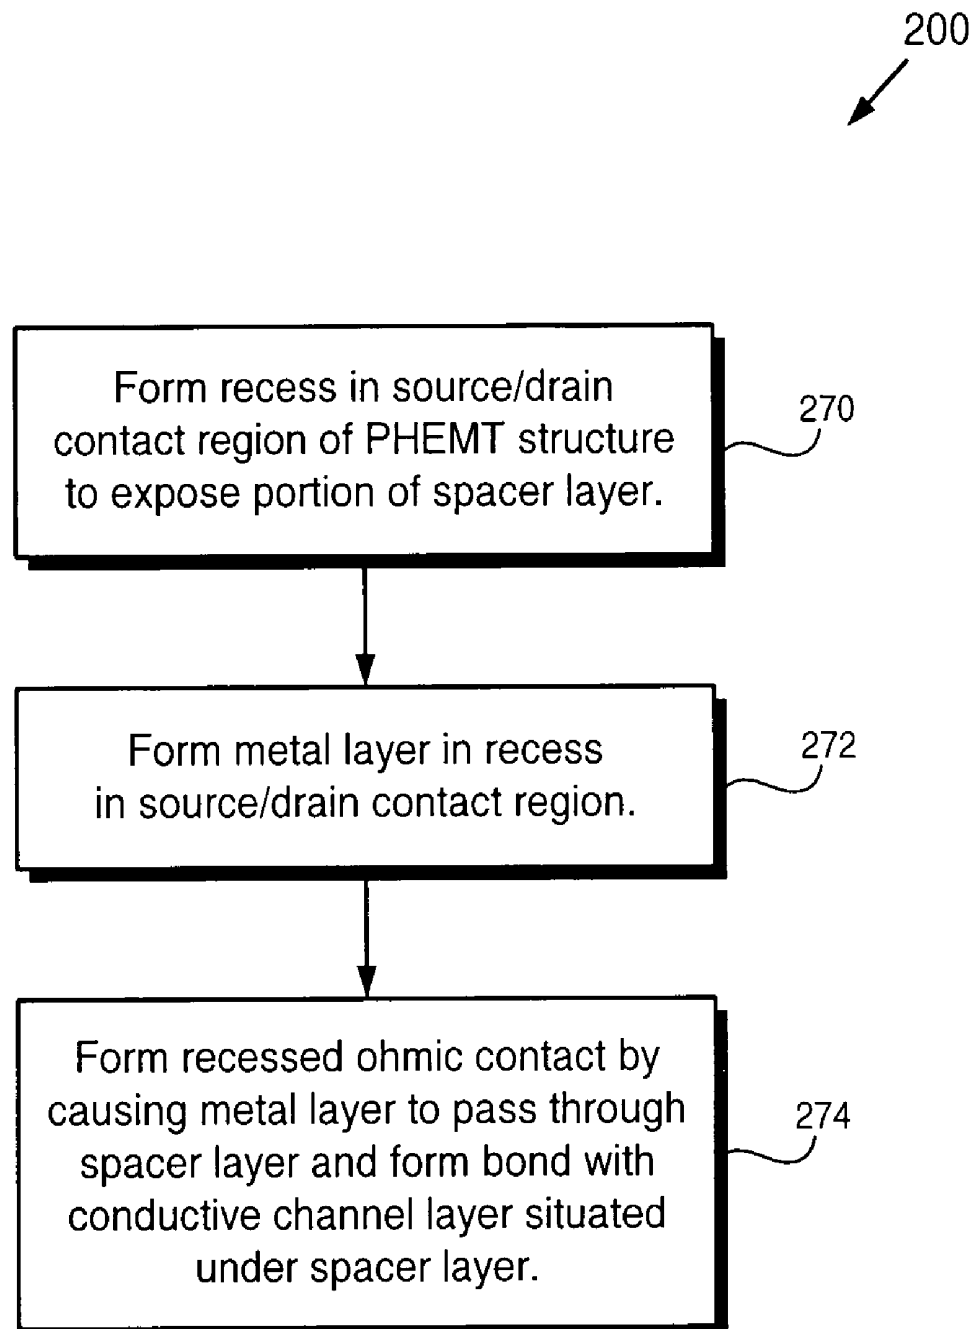 200
Form recess in source/drain
contact region of PHEMT structure
to expose portion of spacer layer.
270
Form metal layer in recess
in source/drain contact region.
272
Form recessed ohmic contact by
causing metal layer to pass through
spacer layer and form bond with
conductive channel layer situated
under spacer layer.
274